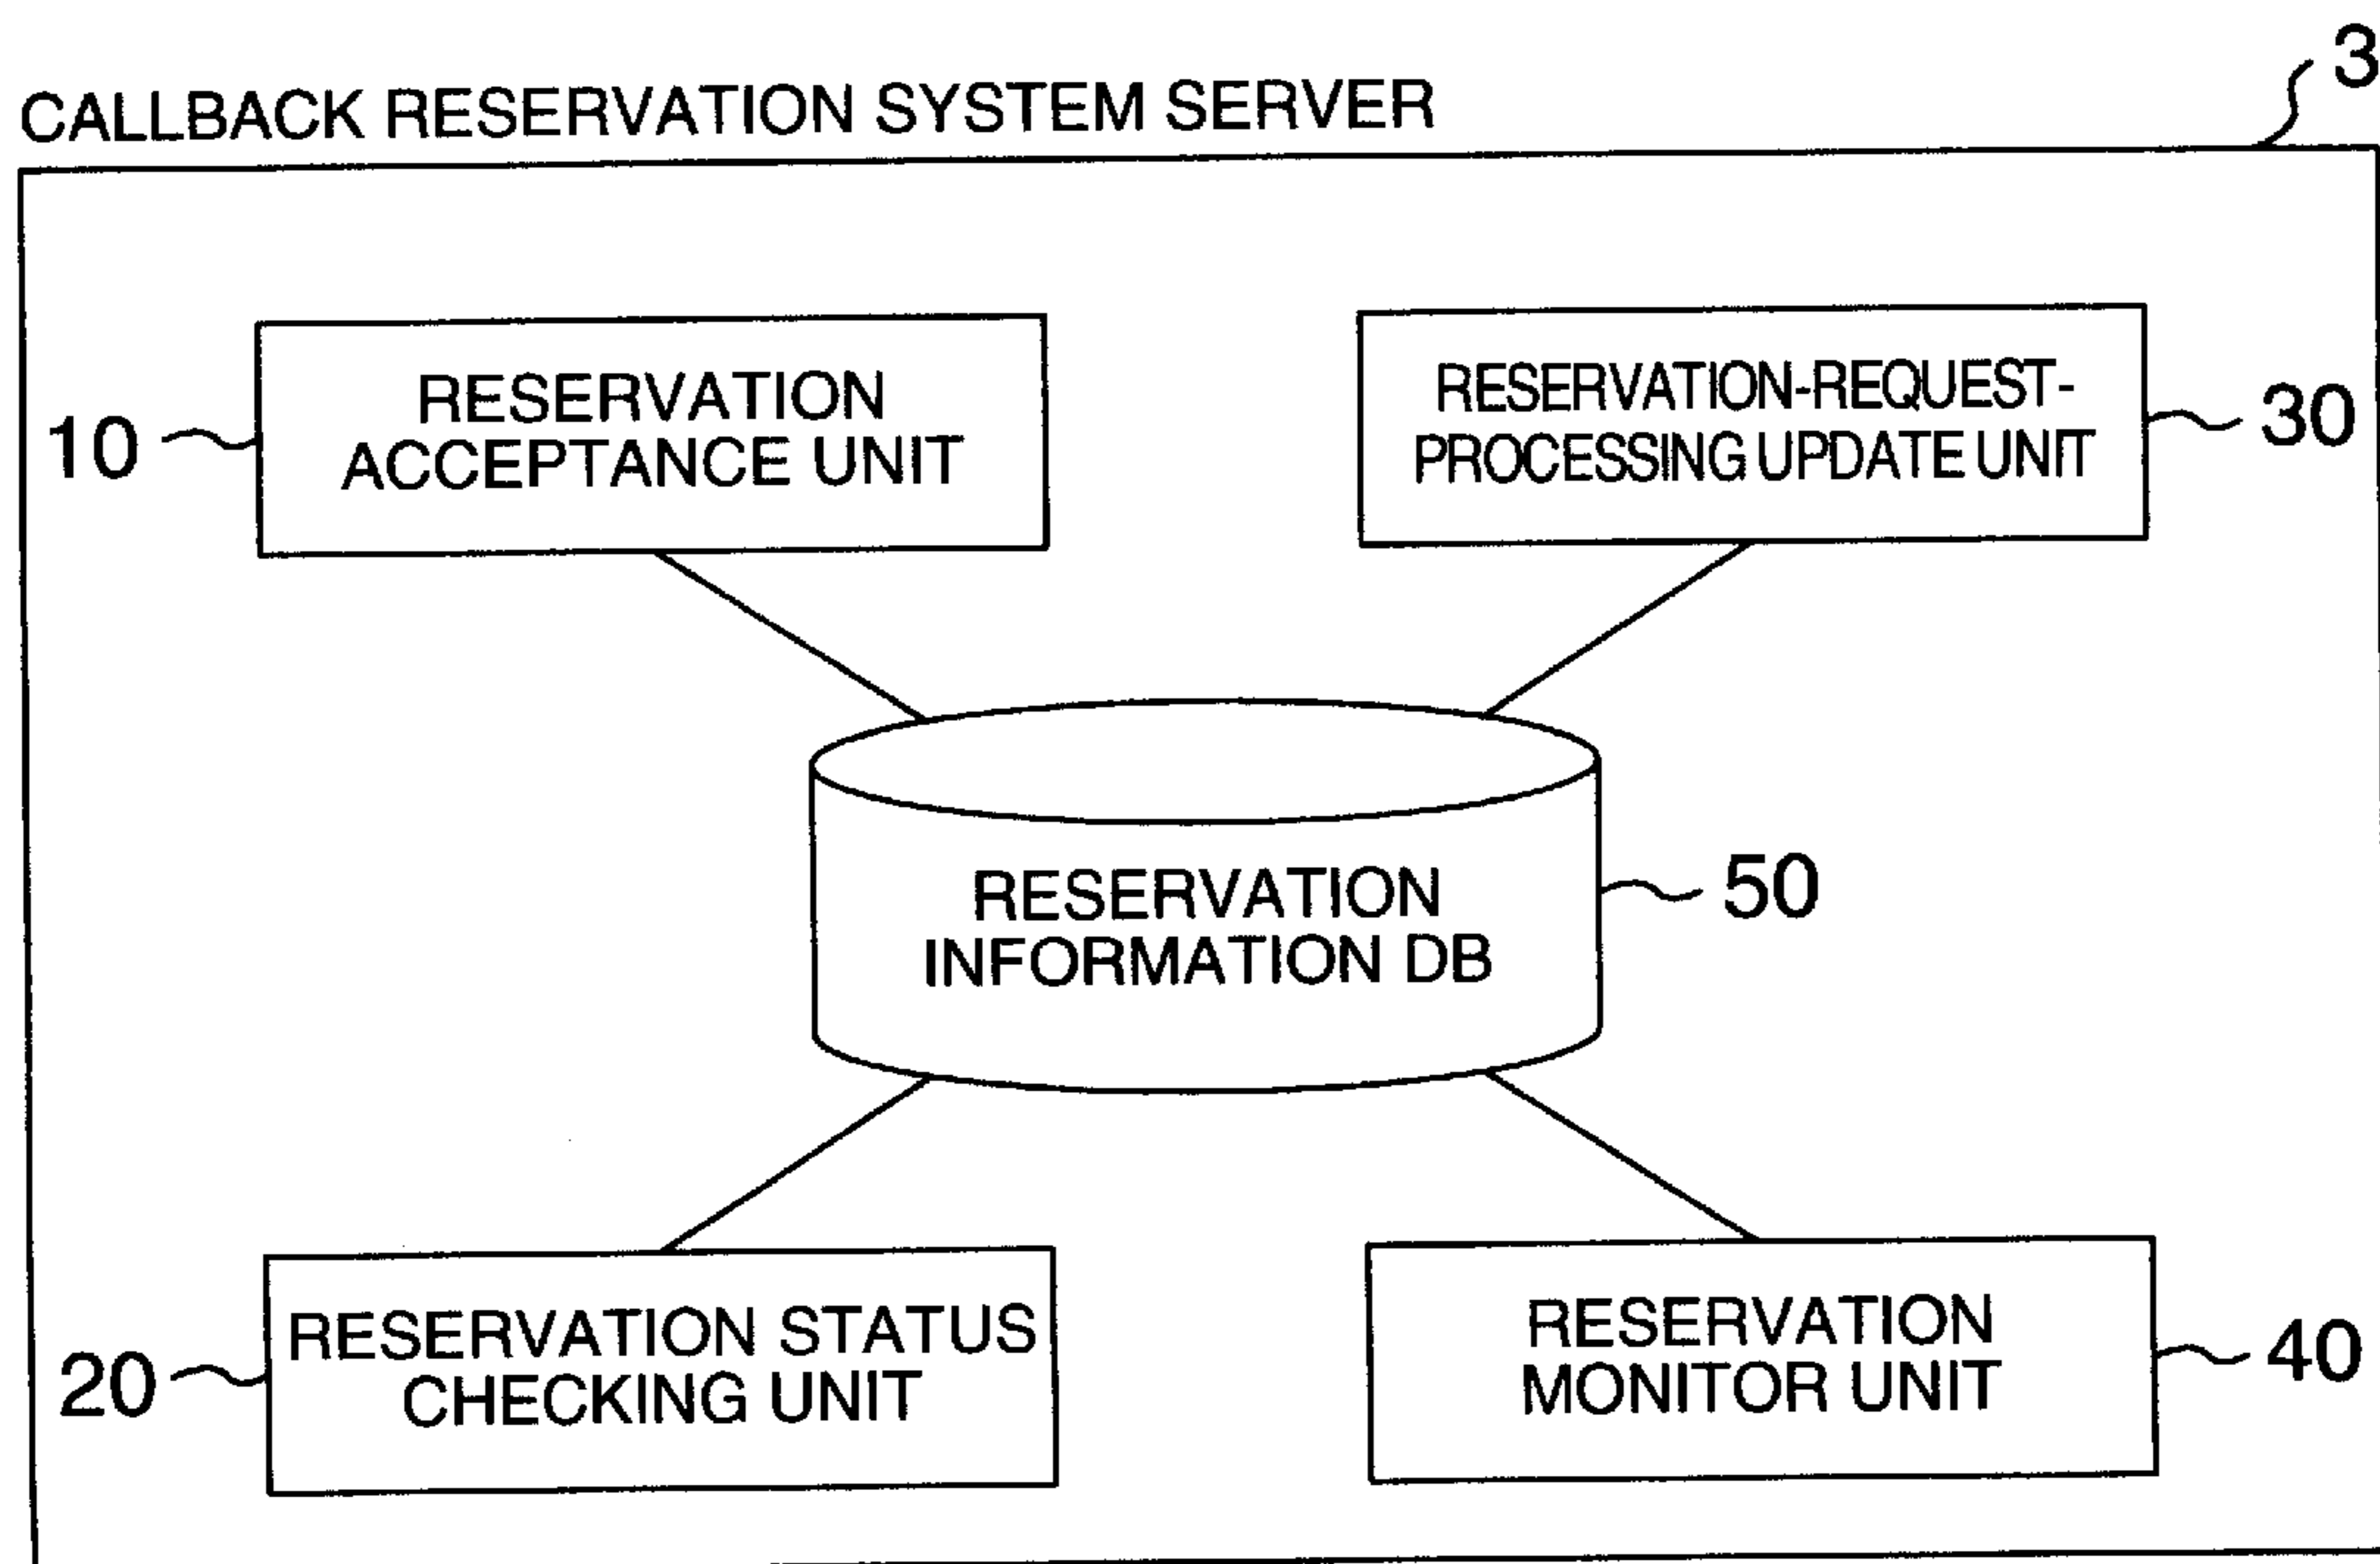 3
CALLBACK RESERVATION SYSTEM SERVER
10
RESERVATION
ACCEPTANCE UNIT
RESERVATION-REQUEST-
PROCESSING UPDATE UNIT
30
RESERVATION
INFORMATION DB
50
20
RESERVATION STATUS
CHECKING UNIT
RESERVATION
MONITOR UNIT
40